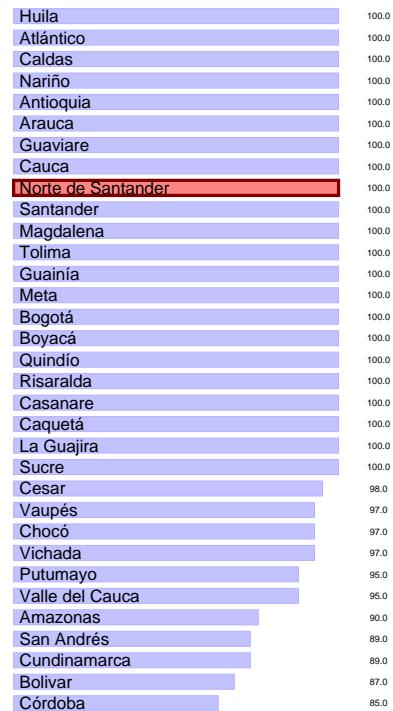 Huila 100.0
Atlántico 100.0
Caldas 100.0
Nariño 100.0
Antioquia 100.0
Arauca 100.0
Guaviare 100.0
Cauca 100.0
Norte de Santander 100.0
Santander 100.0
Magdalena 100.0
Tolima 100.0
Guainía 100.0
Meta 100.0
Bogotá 100.0
Boyacá 100.0
Quindío 100.0
Risaralda 100.0
Casanare 100.0
Caquetá 100.0
La Guajira 100.0
Sucre 100.0
Cesar 98.0
Vaupés 97.0
Chocó 97.0
Vichada 97.0
Putumayo 95.0
Valle del Cauca 95.0
Amazonas 90.0
San Andrés 89.0
Cundinamarca 89.0
Bolivar 87.0
Córdoba 85.0